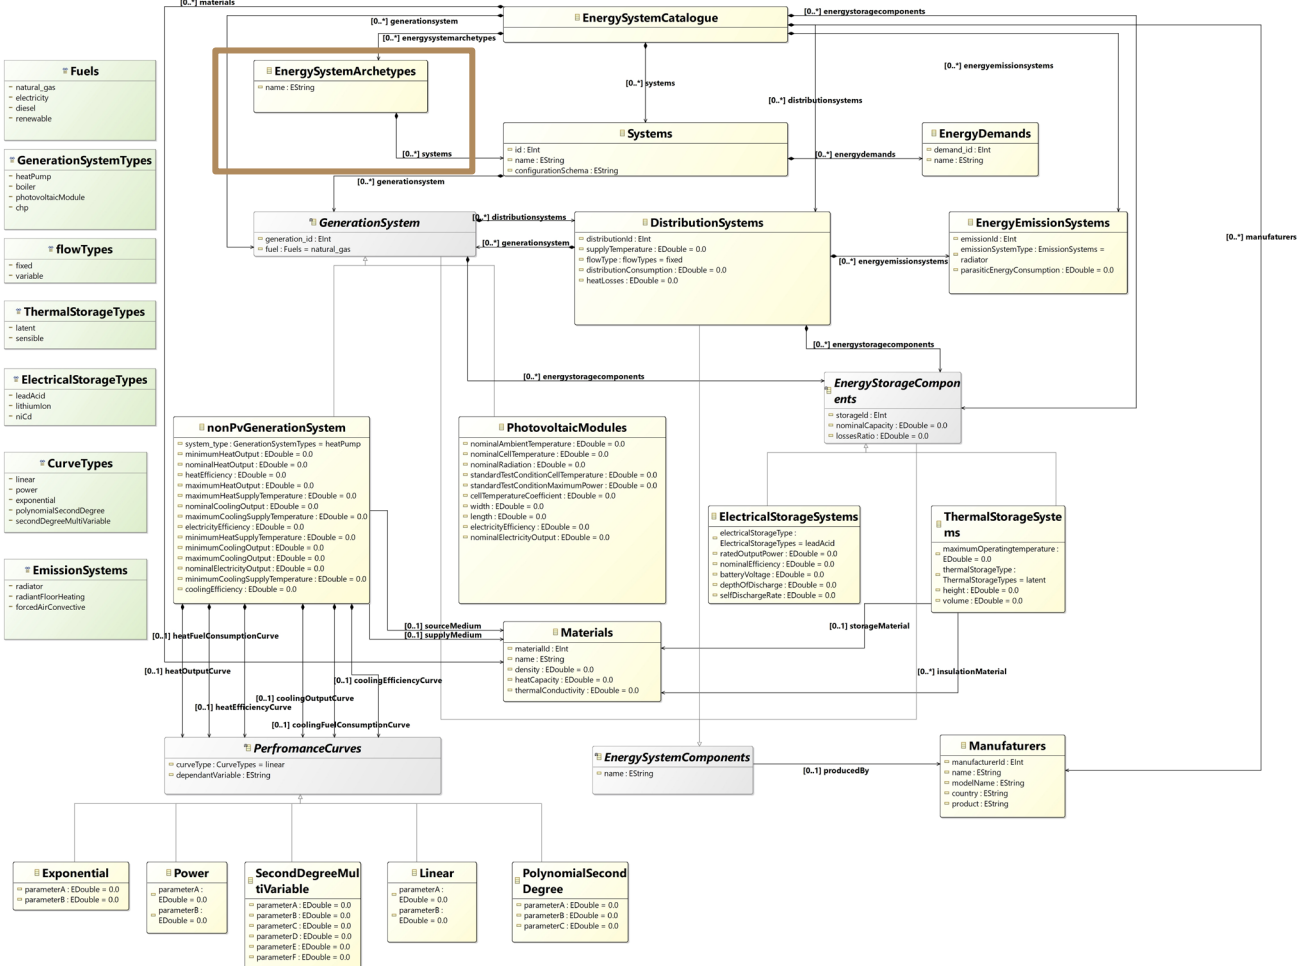 [0..*] materials
EnergySystemCatalogue
[0..*] energystoragecomponents
[0..*] generationsystem
[0..*] energysystemarchetypes
[0..*] energyemissionsystems
[0..*] systems
[0..*] distributionsystems
Fuels
natural_gas
electricity
diesel
renewable
EnergySystemArchetypes
name : EString
[0..*] systems
Systems
id : EInt
name : EString
configurationSchema : EString
[0..*] energydemands
EnergyDemands
demand_id : EInt
name : EString
GenerationSystemTypes
heatPump
boiler
photovoltaicModule
chp
[0..*] generationsystem
GenerationSystem
generation_id : EInt
fuel : Fuels = natural_gas
[0..*] distributionsystems
[0..*] generationsystem
DistributionSystems
distributionId : EInt
supplyTemperature : EDouble = 0.0
flowType : flowTypes = fixed
distributionConsumption : EDouble = 0.0
heatLosses : EDouble = 0.0
[0..*] energyemissionsystems
EnergyEmissionSystems
emissionId : EInt
emissionSystemType : EmissionSystems =
radiator
parasiticEnergyConsumption : EDouble = 0.0
[0..*] manufaturers
flowTypes
fixed
variable
ThermalStorageTypes
latent
sensible
[0..*] energystoragecomponents
[0..*] energystoragecomponents
EnergyStorageCompon
ents
storageId : EInt
nominalCapacity : EDouble = 0.0
lossesRatio : EDouble = 0.0
ElectricalStorageTypes
leadAcid
lithiumIon
niCd
nonPvGenerationSystem
system_type : GenerationSystemTypes = heatPump
minimumHeatOutput : EDouble = 0.0
nominalHeatOutput : EDouble = 0.0
heatEfficiency : EDouble = 0.0
maximumHeatOutput : EDouble = 0.0
maximumHeatSupplyTemperature : EDouble = 0.0
nominalCoolingOutput : EDouble = 0.0
maximumCoolingSupplyTemperature : EDouble = 0.0
electricityEfficiency : EDouble = 0.0
minimumHeatSupplyTemperature : EDouble = 0.0
minimumCoolingOutput : EDouble = 0.0
maximumCoolingOutput : EDouble = 0.0
nominalElectricityOutput : EDouble = 0.0
minimumCoolingSupplyTemperature : EDouble = 0.0
coolingEfficiency : EDouble = 0.0
PhotovoltaicModules
nominalAmbientTemperature : EDouble = 0.0
nominalCellTemperature : EDouble = 0.0
nominalRadiation : EDouble = 0.0
standardTestConditionCellTemperature : EDouble = 0.0
standardTestConditionMaximumPower : EDouble = 0.0
cellTemperatureCoefficient : EDouble = 0.0
width : EDouble = 0.0
length : EDouble = 0.0
electricityEfficiency : EDouble = 0.0
nominalElectricityOutput : EDouble = 0.0
CurveTypes
linear
power
exponential
polynomialSecondDegree
secondDegreeMultiVariable
ElectricalStorageSystems
electricalStorageType :
ElectricalStorageTypes = leadAcid
ratedOutputPower : EDouble = 0.0
nominalEfficiency : EDouble = 0.0
batteryVoltage : EDouble = 0.0
depthOfDischarge : EDouble = 0.0
selfDischargeRate : EDouble = 0.0
ThermalStorageSyste
ms
maximumOperatingtemperature :
EDouble = 0.0
thermalStorageType :
ThermalStorageTypes = latent
height : EDouble = 0.0
volume : EDouble = 0.0
EmissionSystems
radiator
radiantFloorHeating
forcedAirConvective
[0..1] sourceMedium
[0..1] supplyMedium
Materials
materialId : EInt
name : EString
density : EDouble = 0.0
heatCapacity : EDouble = 0.0
thermalConductivity : EDouble = 0.0
[0..1] storageMaterial
[0..*] insulationMaterial
[0..1] heatFuelConsumptionCurve
[0..1] heatOutputCurve
[0..1] coolingEfficiencyCurve
[0..1] coolingOutputCurve
[0..1] heatEfficiencyCurve
[0..1] coolingFuelConsumptionCurve
PerfromanceCurves
curveType : CurveTypes = linear
dependantVariable : EString
EnergySystemComponents
name : EString
[0..1] producedBy
Manufaturers
manufacturerId : EInt
name : EString
modelName : EString
country : EString
product : EString
Exponential
parameterA : EDouble = 0.0
parameterB : EDouble = 0.0
Power
parameterA :
EDouble = 0.0
parameterB :
EDouble = 0.0
SecondDegreeMul
tiVariable
parameterA : EDouble = 0.0
parameterB : EDouble = 0.0
parameterC : EDouble = 0.0
parameterD : EDouble = 0.0
parameterE : EDouble = 0.0
parameterF : EDouble = 0.0
Linear
parameterA :
EDouble = 0.0
parameterB :
EDouble = 0.0
PolynomialSecond
Degree
parameterA : EDouble = 0.0
parameterB : EDouble = 0.0
parameterC : EDouble = 0.0